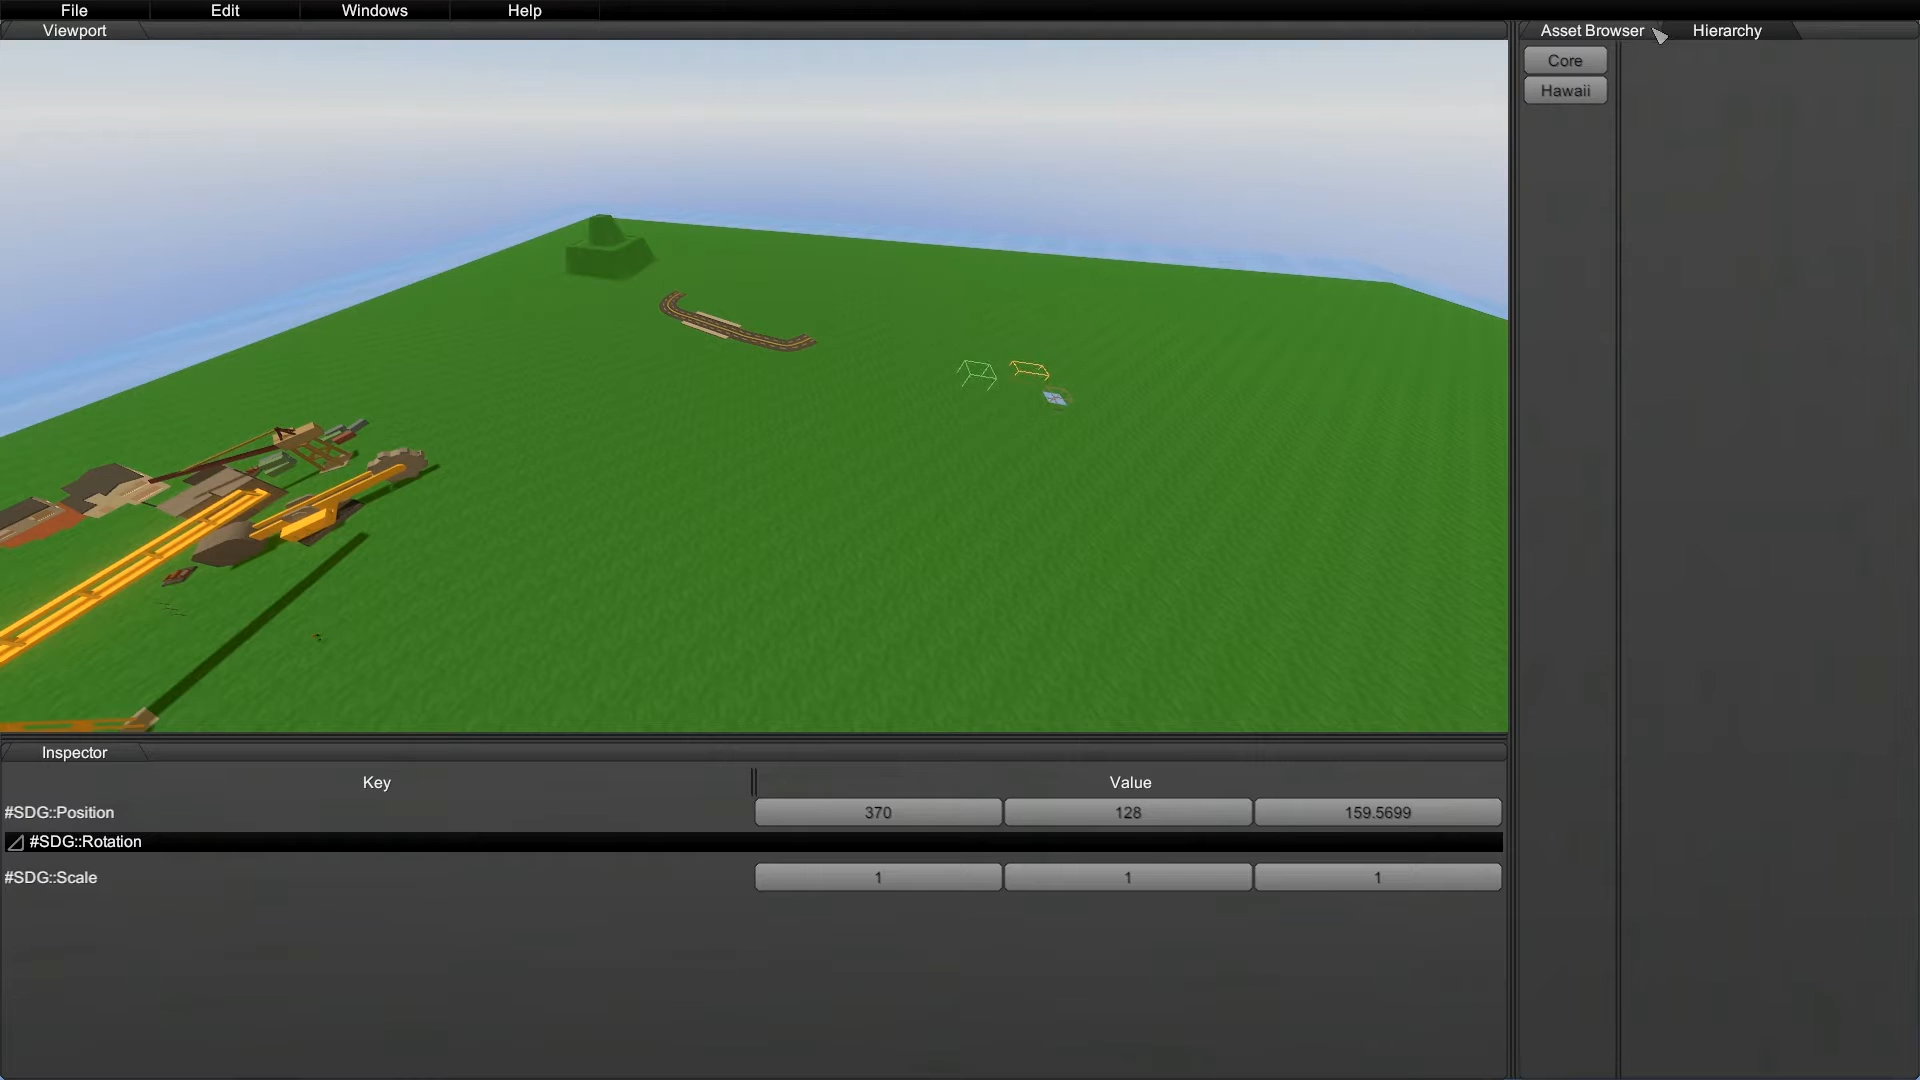 File Edit Windows Help
Viewport
Asset Browser Hierarchy
Core
Hawaii
Inspector
Key Value
#SDG::Position 370 128 159.5699
#SDG::Rotation
#SDG::Scale 1 1 1